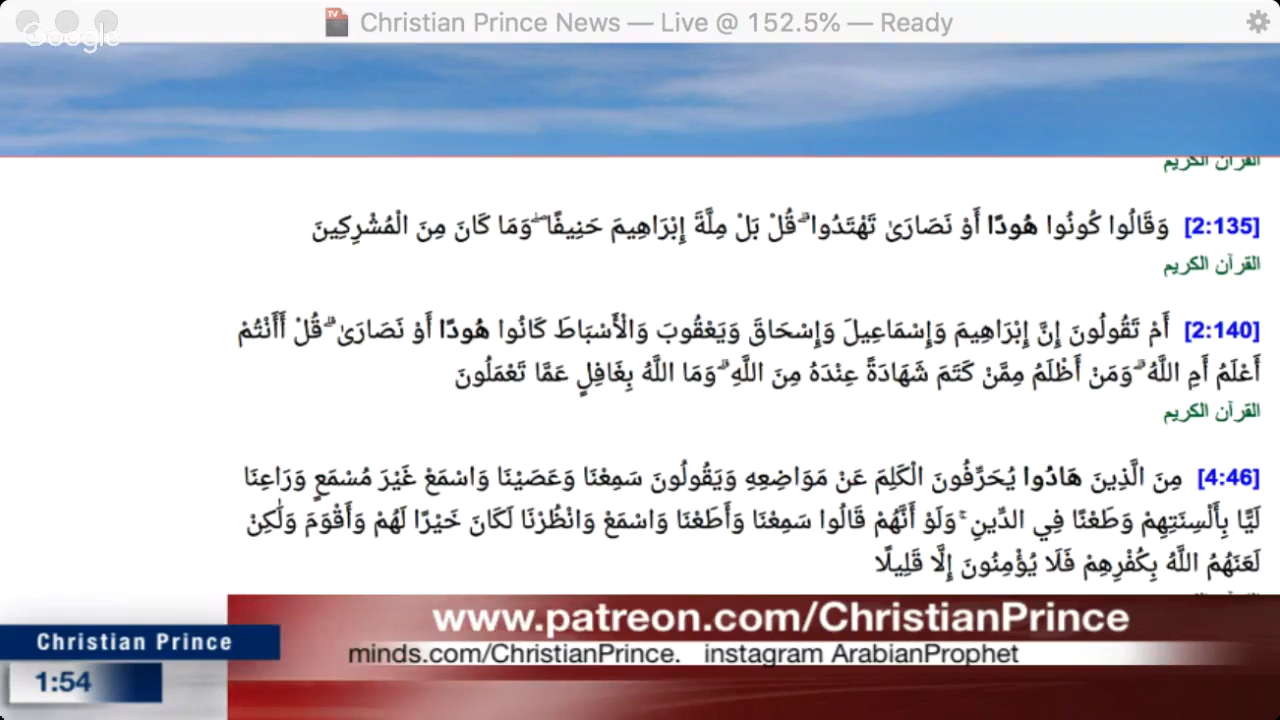 Christian Prince News — Live @ 152.5% — Ready
Google
القرآن الكريم
[2:135] وَقَالُوا كُونُوا هُودًا أَوْ نَصَارَىٰ تَهْتَدُوا ۗ قُلْ بَلْ مِلَّةَ إِبْرَاهِيمَ حَنِيفًا ۖ وَمَا كَانَ مِنَ الْمُشْرِكِينَ
القرآن الكريم
[2:140] أَمْ تَقُولُونَ إِنَّ إِبْرَاهِيمَ وَإِسْمَاعِيلَ وَإِسْحَاقَ وَيَعْقُوبَ وَالْأَسْبَاطَ كَانُوا هُودًا أَوْ نَصَارَىٰ ۗ قُلْ أَأَنْتُمْ
أَعْلَمُ أَمِ اللَّهُ ۗ وَمَنْ أَظْلَمُ مِمَّنْ كَتَمَ شَهَادَةً عِنْدَهُ مِنَ اللَّهِ ۗ وَمَا اللَّهُ بِغَافِلٍ عَمَّا تَعْمَلُونَ
القرآن الكريم
[4:46] مِنَ الَّذِينَ هَادُوا يُحَرِّفُونَ الْكَلِمَ عَنْ مَوَاضِعِهِ وَيَقُولُونَ سَمِعْنَا وَعَصَيْنَا وَاسْمَعْ غَيْرَ مُسْمَعٍ وَرَاعِنَا
لَيًّا بِأَلْسِنَتِهِمْ وَطَعْنًا فِي الدِّينِ ۚ وَلَوْ أَنَّهُمْ قَالُوا سَمِعْنَا وَأَطَعْنَا وَاسْمَعْ وَانْظُرْنَا لَكَانَ خَيْرًا لَهُمْ وَأَقْوَمَ وَلَٰكِنْ
لَعَنَهُمُ اللَّهُ بِكُفْرِهِمْ فَلَا يُؤْمِنُونَ إِلَّا قَلِيلًا
www.patreon.com/ChristianPrince
Christian Prince
minds.com/ChristianPrince. instagram ArabianProphet
1:54